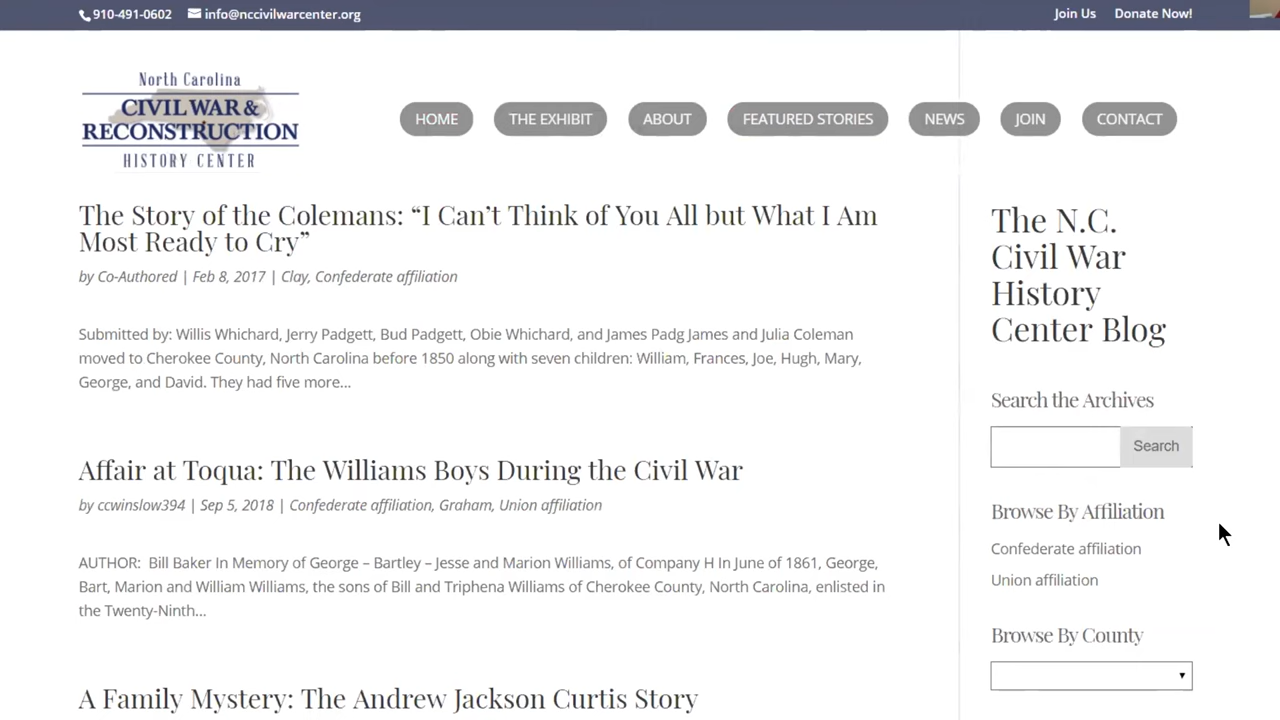 910-491-0602 info@nccivilwarcenter.org Join Us Donate Now!
North Carolina
CIVIL WAR &
RECONSTRUCTION
HISTORY CENTER
HOME THE EXHIBIT ABOUT FEATURED STORIES NEWS JOIN CONTACT
The Story of the Colemans: “I Can’t Think of You All but What I Am
Most Ready to Cry”
by Co-Authored | Feb 8, 2017 | Clay, Confederate affiliation
Submitted by: Willis Whichard, Jerry Padgett, Bud Padgett, Obie Whichard, and James Padg James and Julia Coleman
moved to Cherokee County, North Carolina before 1850 along with seven children: William, Frances, Joe, Hugh, Mary,
George, and David. They had five more...
Affair at Toqua: The Williams Boys During the Civil War
by ccwinslow394 | Sep 5, 2018 | Confederate affiliation, Graham, Union affiliation
AUTHOR:  Bill Baker In Memory of George – Bartley – Jesse and Marion Williams, of Company H In June of 1861, George,
Bart, Marion and William Williams, the sons of Bill and Triphena Williams of Cherokee County, North Carolina, enlisted in
the Twenty-Ninth...
A Family Mystery: The Andrew Jackson Curtis Story
The N.C.
Civil War
History
Center Blog
Search the Archives
Search
Browse By Affiliation
Confederate affiliation
Union affiliation
Browse By County